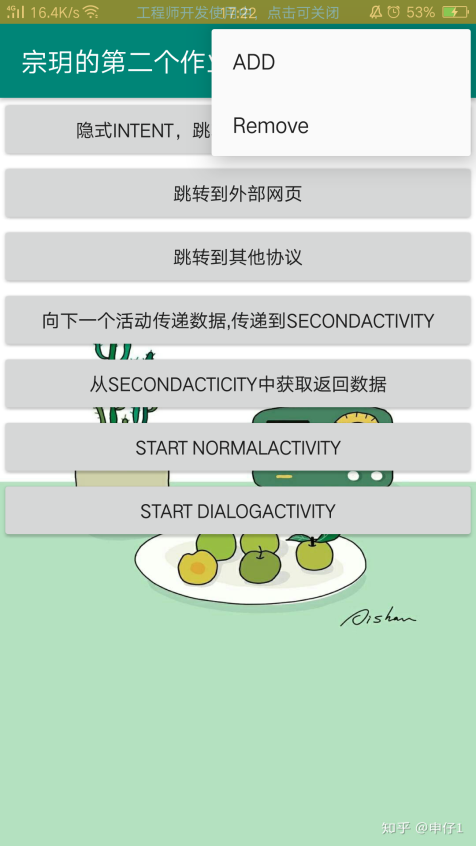 4G 16.4K/s 工程师开发使用 17:22 点击可关闭 53%
宗玥的第二个作
ADD
Remove
隐式INTENT，跳
跳转到外部网页
跳转到其他协议
向下一个活动传递数据,传递到SECONDACTIVITY
从SECONDACTICITY中获取返回数据
START NORMALACTIVITY
START DIALOGACTIVITY
Aishan
知乎 @申仔1